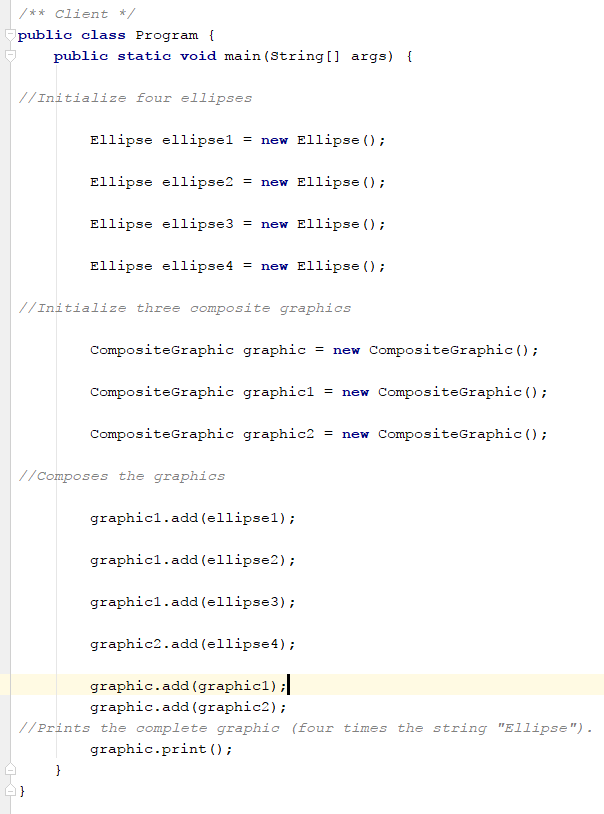 /** Client */
public class Program {
public static void main(String[] args) {
//Initialize four ellipses
Ellipse ellipse1 = new Ellipse();
Ellipse ellipse2 = new Ellipse();
Ellipse ellipse3 = new Ellipse();
Ellipse ellipse4 = new Ellipse();
//Initialize three composite graphics
CompositeGraphic graphic = new CompositeGraphic();
CompositeGraphic graphic1 = new CompositeGraphic();
CompositeGraphic graphic2 = new CompositeGraphic();
//Composes the graphics
graphic1.add(ellipse1);
graphic1.add(ellipse2);
graphic1.add(ellipse3);
graphic2.add(ellipse4);
graphic.add(graphic1);
graphic.add(graphic2);
//Prints the complete graphic (four times the string "Ellipse").
graphic.print();
}
}